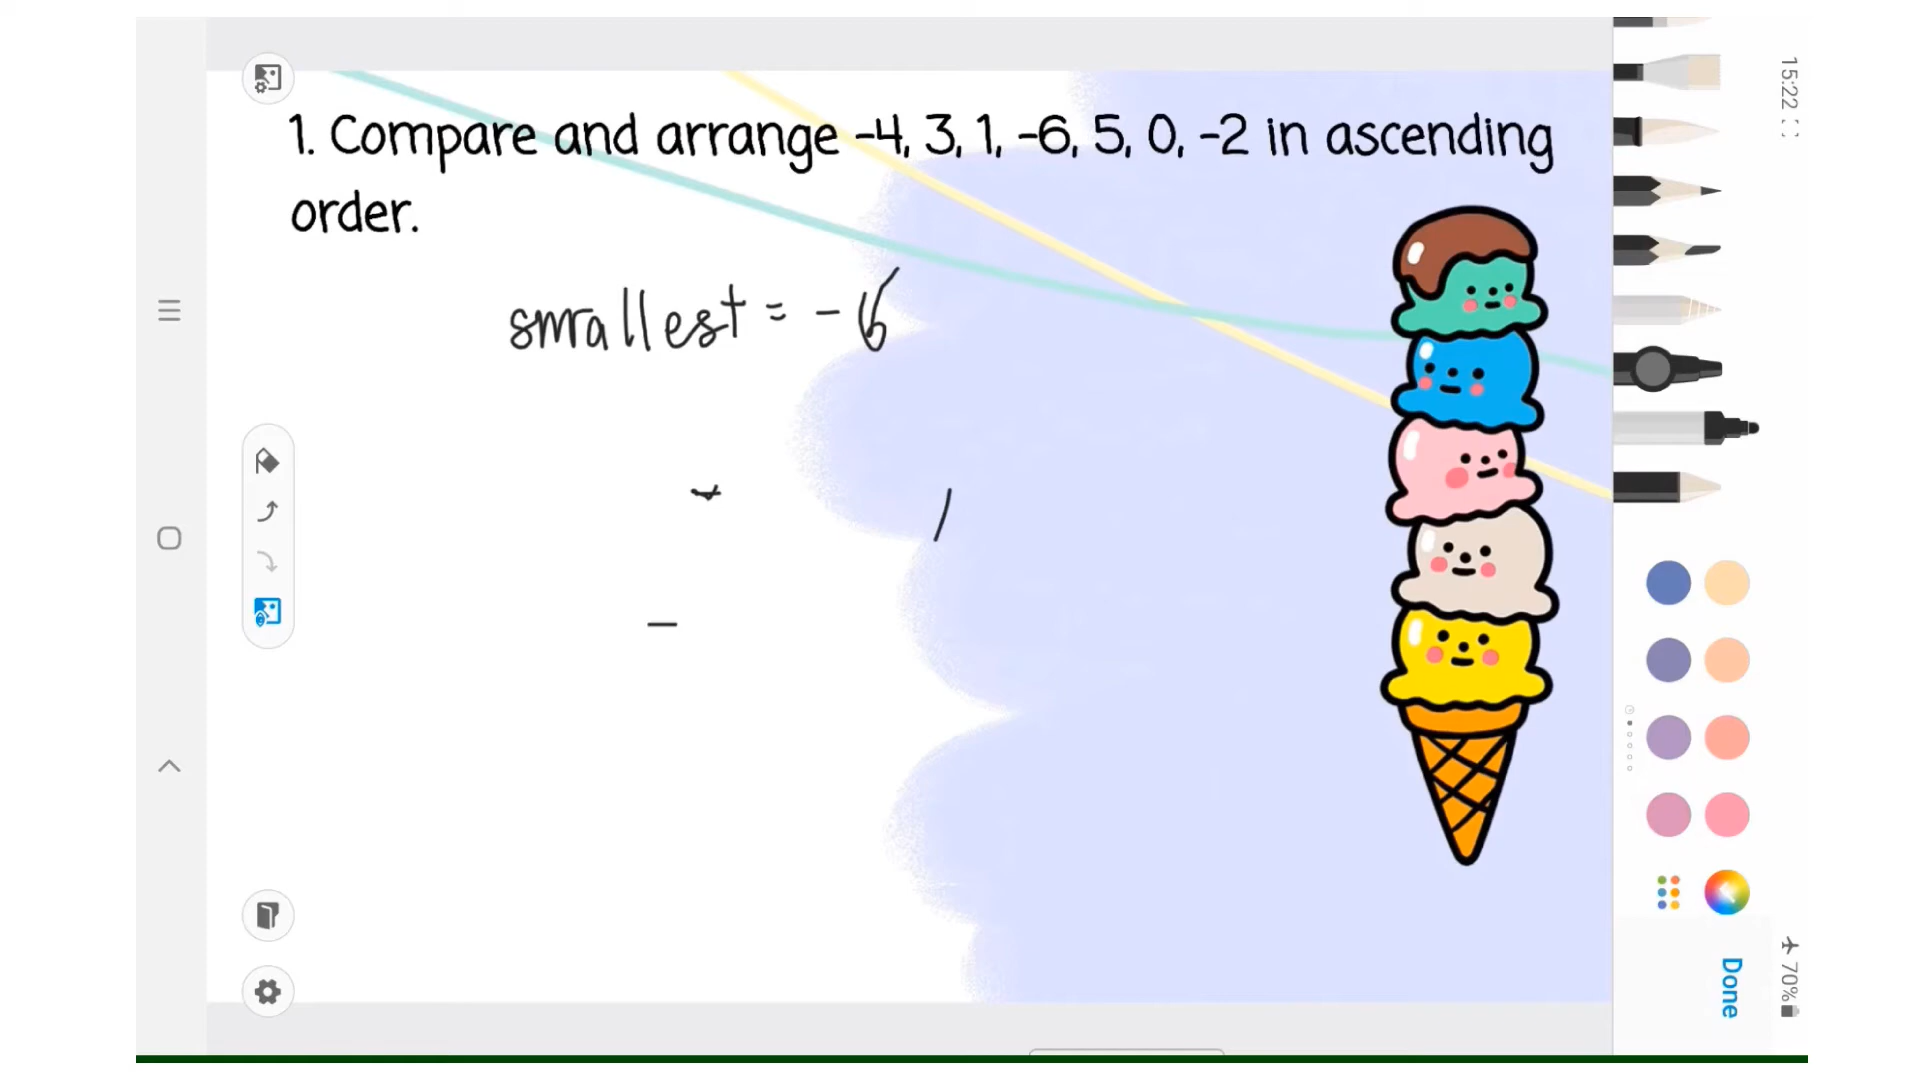 15:22
1. Compare and arrange -4, 3, 1, -6, 5, 0, -2 in ascending
order.
smallest = -6
-
Done
70%